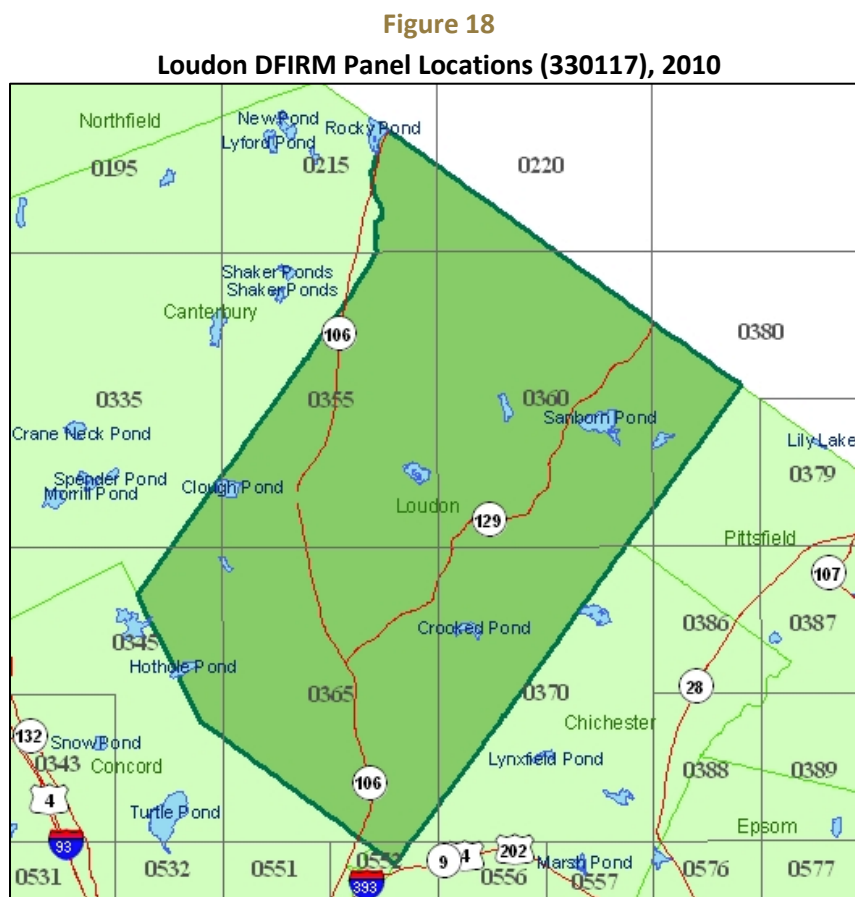 Figure 18
Loudon DFIRM Panel Locations (330117), 2010
Northfield
New Pond
Lyford Pond
Rocky Pond
0195
0215
0220
Shaker Ponds
Shaker Ponds
Canterbury
106
0380
0335
0355
0360
Crane Neck Pond
Sanborn Pond
Lily Lake
Spender Pond
Morrill Pond
Clough Pond
0379
Loudon
129
Pittsfield
107
0345
Crooked Pond
0386
0387
Hothole Pond
0365
0370
28
132
Snow Pond
Chichester
0343
Concord
Lynxfield Pond
0388
0389
4
106
Turtle Pond
Epsom
93
0531
0532
0551
0552
393
9
4
202
0556
Marsh Pond
0557
0576
0577